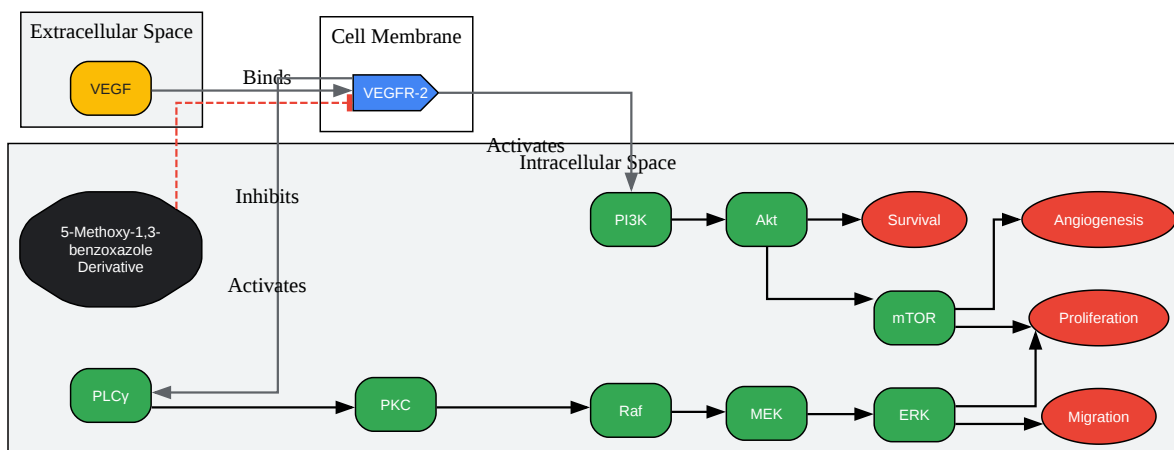 Extracellular Space
Cell Membrane
VEGF
Binds
VEGFR-2
Activates
Intracellular Space
Inhibits
5-Methoxy-1,3-
benzoxazole
Derivative
PI3K
Akt
Survival
Angiogenesis
Activates
mTOR
Proliferation
PLCγ
PKC
Raf
MEK
ERK
Migration